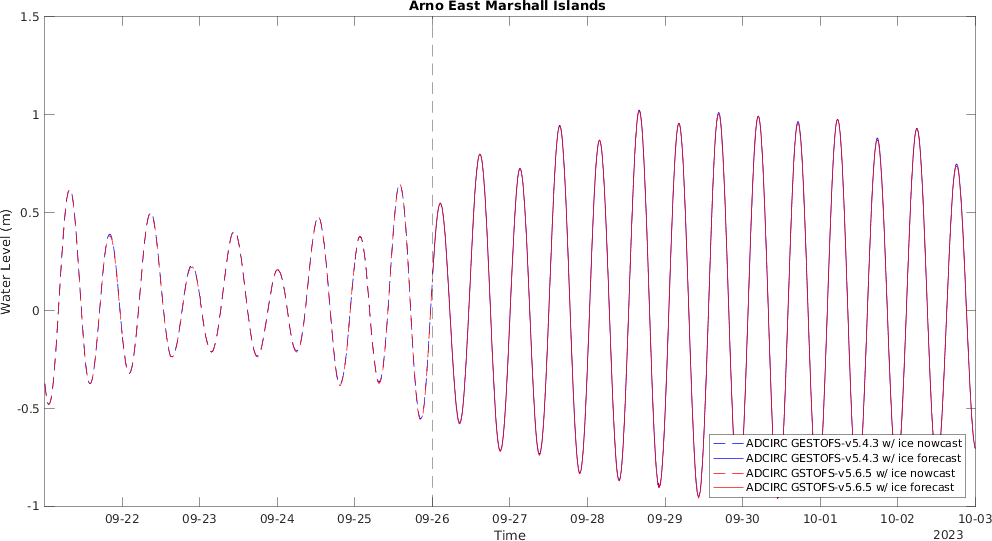 Arno East Marshall Islands
1.5
1
0.5
0
-0.5
-1
Water Level (m)
ADCIRC GESTOFS-v5.4.3 w/ ice nowcast
ADCIRC GESTOFS-v5.4.3 w/ ice forecast
ADCIRC GSTOFS-v5.6.5 w/ ice nowcast
ADCIRC GSTOFS-v5.6.5 w/ ice forecast
09-22 09-23 09-24 09-25 09-26 09-27 09-28 09-29 09-30 10-01 10-02 10-03
Time
2023